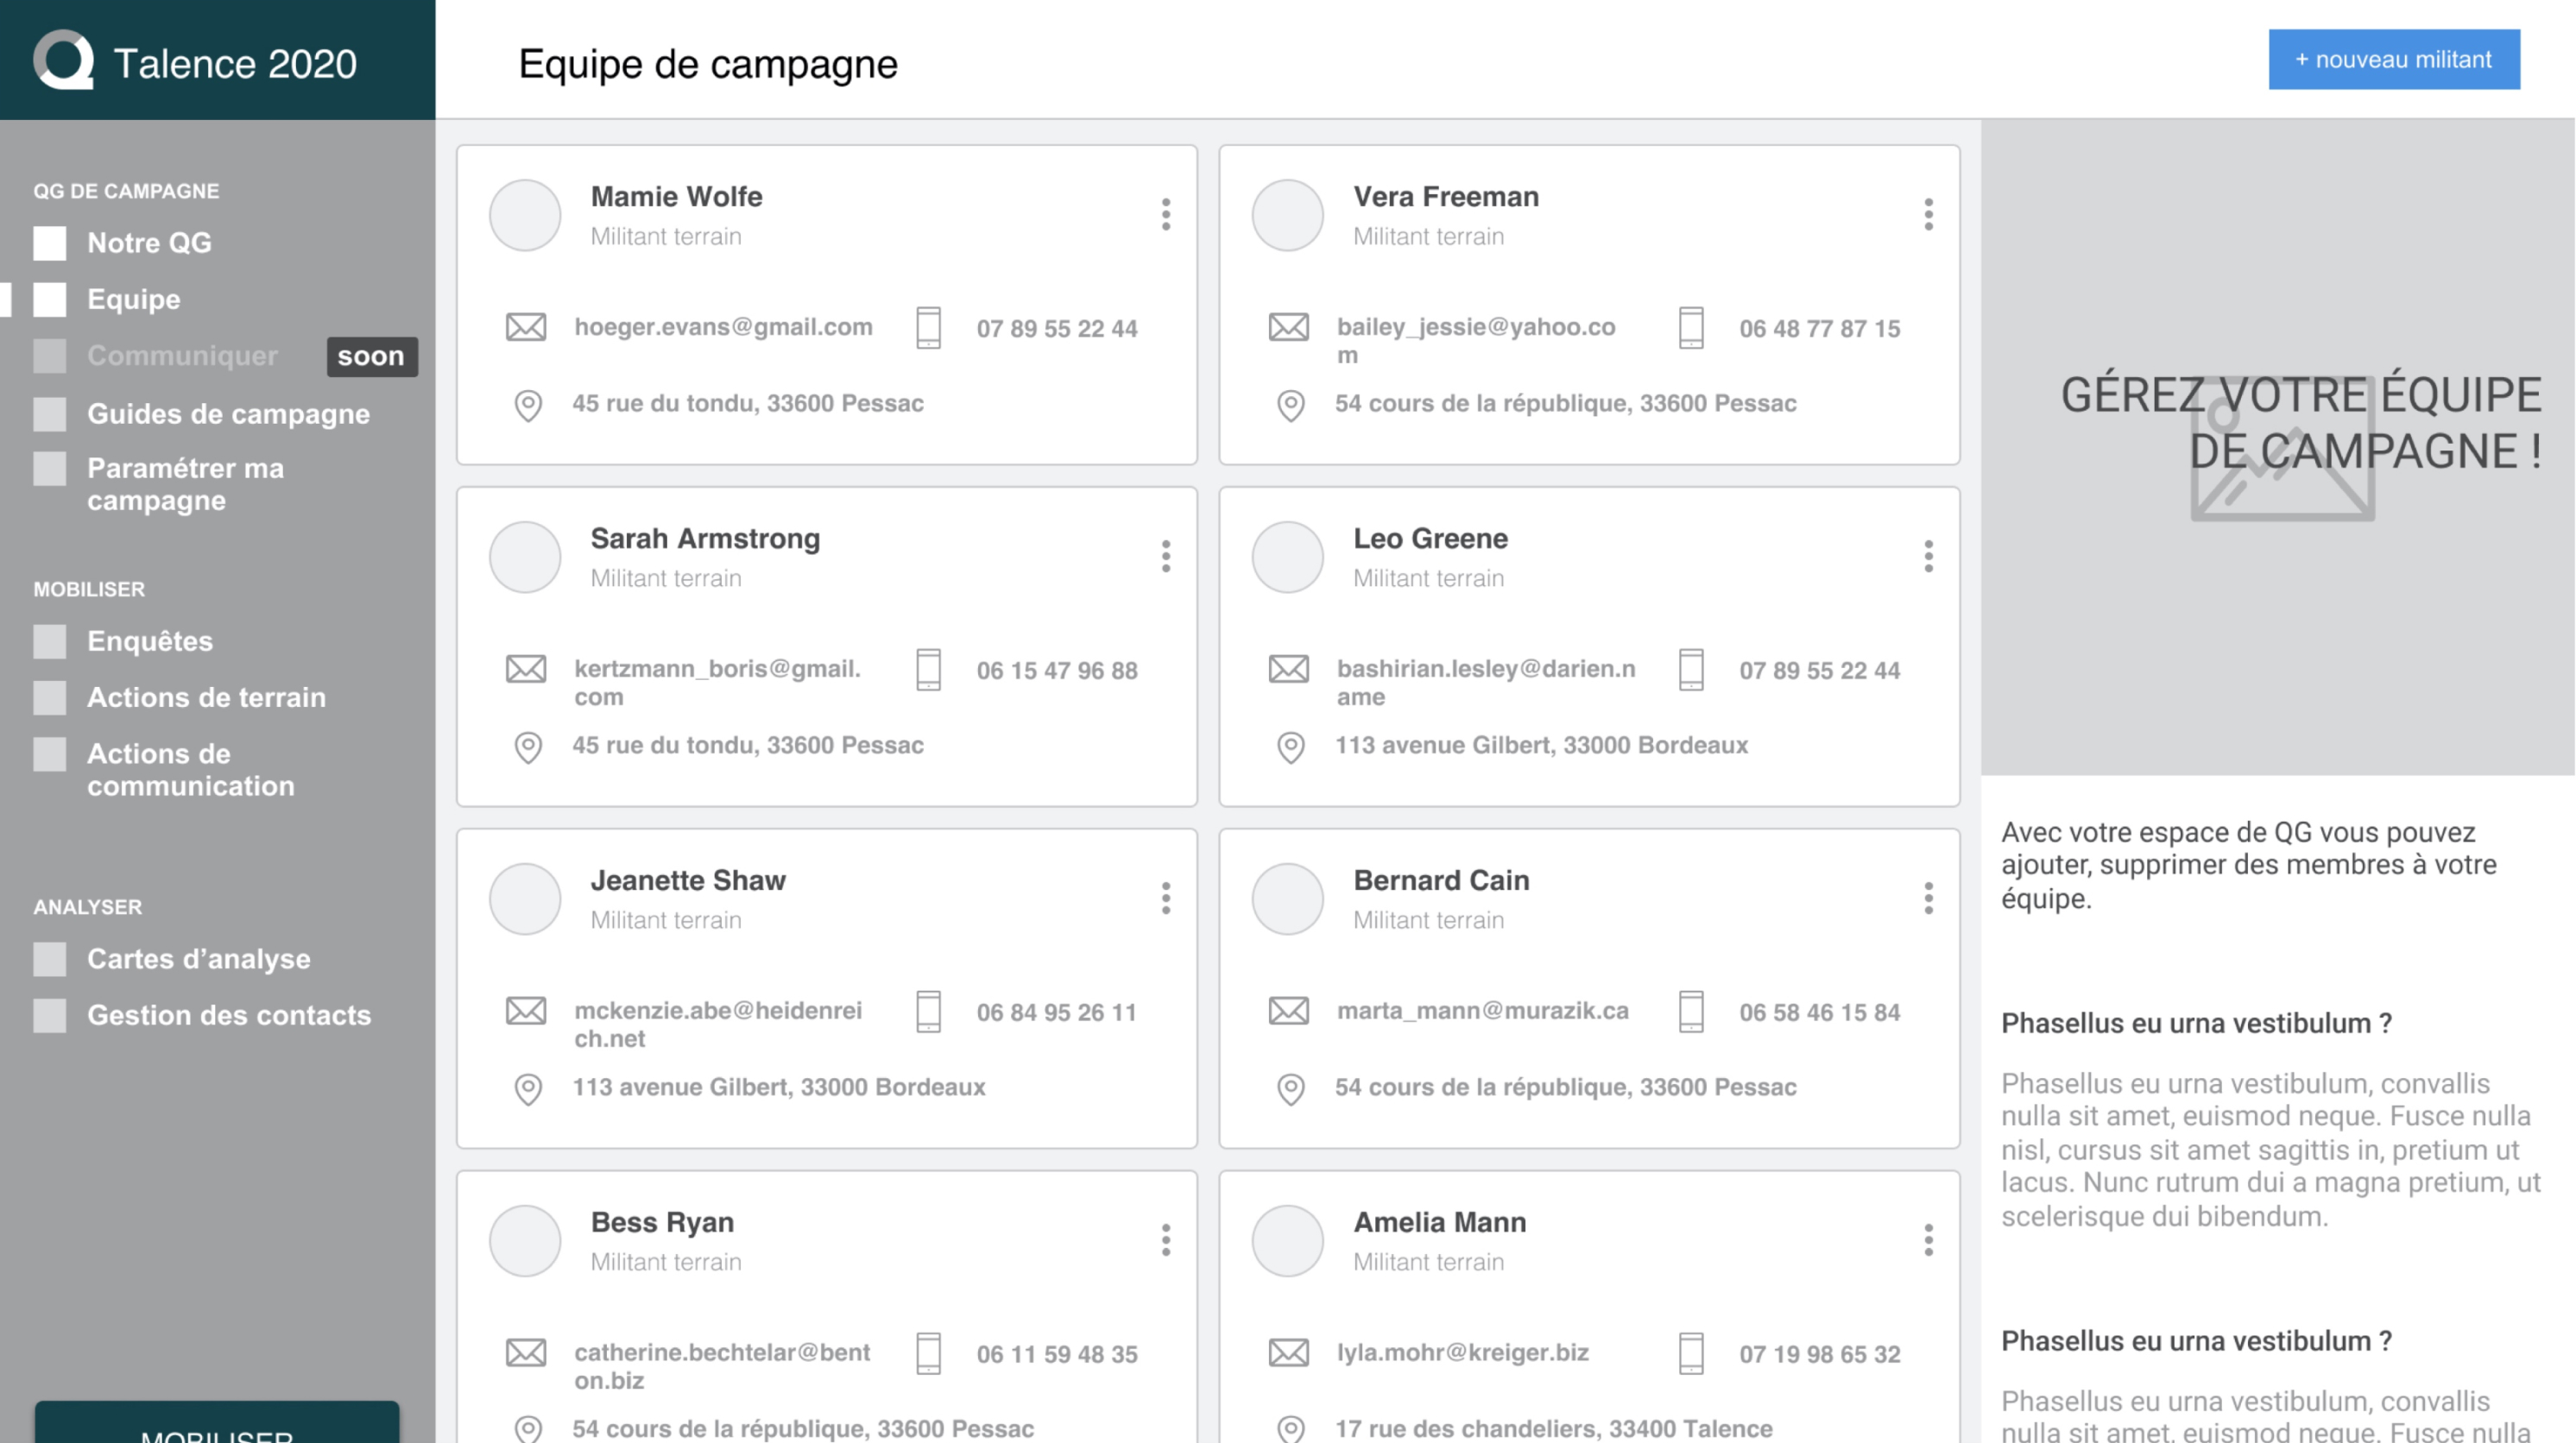 Talence 2020
Equipe de campagne
+ nouveau militant
QG DE CAMPAGNE
Notre QG
Equipe
Communiquer
soon
Guides de campagne
Paramétrer ma
campagne
MOBILISER
Enquêtes
Actions de terrain
Actions de
communication
ANALYSER
Cartes d’analyse
Gestion des contacts
MOBILISER
Mamie Wolfe
Militant terrain
hoeger.evans@gmail.com
07 89 55 22 44
45 rue du tondu, 33600 Pessac
Vera Freeman
Militant terrain
bailey_jessie@yahoo.co
m
06 48 77 87 15
54 cours de la république, 33600 Pessac
Sarah Armstrong
Militant terrain
kertzmann_boris@gmail.
com
06 15 47 96 88
45 rue du tondu, 33600 Pessac
Leo Greene
Militant terrain
bashirian.lesley@darien.n
ame
07 89 55 22 44
113 avenue Gilbert, 33000 Bordeaux
Jeanette Shaw
Militant terrain
mckenzie.abe@heidenrei
ch.net
06 84 95 26 11
113 avenue Gilbert, 33000 Bordeaux
Bernard Cain
Militant terrain
marta_mann@murazik.ca
06 58 46 15 84
54 cours de la république, 33600 Pessac
Bess Ryan
Militant terrain
catherine.bechtelar@bent
on.biz
06 11 59 48 35
54 cours de la république, 33600 Pessac
Amelia Mann
Militant terrain
lyla.mohr@kreiger.biz
07 19 98 65 32
17 rue des chandeliers, 33400 Talence
GÉREZ VOTRE ÉQUIPE
DE CAMPAGNE !
Avec votre espace de QG vous pouvez
ajouter, supprimer des membres à votre
équipe.
Phasellus eu urna vestibulum ?
Phasellus eu urna vestibulum, convallis
nulla sit amet, euismod neque. Fusce nulla
nisl, cursus sit amet sagittis in, pretium ut
lacus. Nunc rutrum dui a magna pretium, ut
scelerisque dui bibendum.
Phasellus eu urna vestibulum ?
Phasellus eu urna vestibulum, convallis
nulla sit amet, euismod neque. Fusce nulla